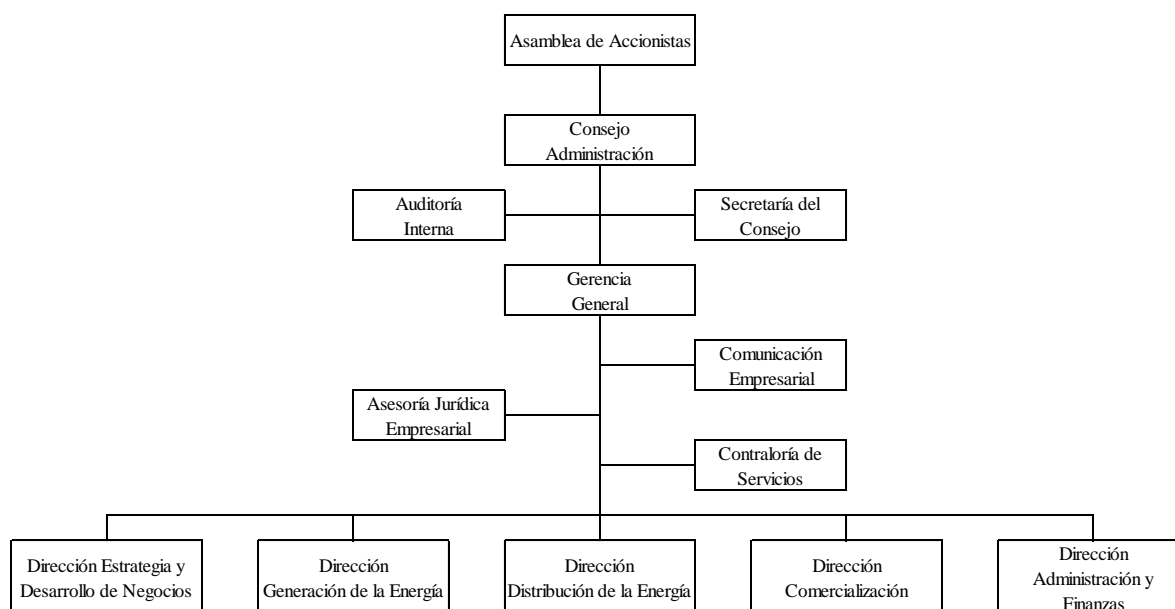 Asamblea de Accionistas
Consejo
Administración
Auditoría
Interna
Secretaría del
Consejo
Gerencia
General
Comunicación
Empresarial
Asesoría Jurídica
Empresarial
Contraloría de
Servicios
Dirección Estrategia y
Desarrollo de Negocios
Dirección
Generación de la Energía
Dirección
Distribución de la Energía
Dirección
Comercialización
Dirección
Administración y
Finanzas